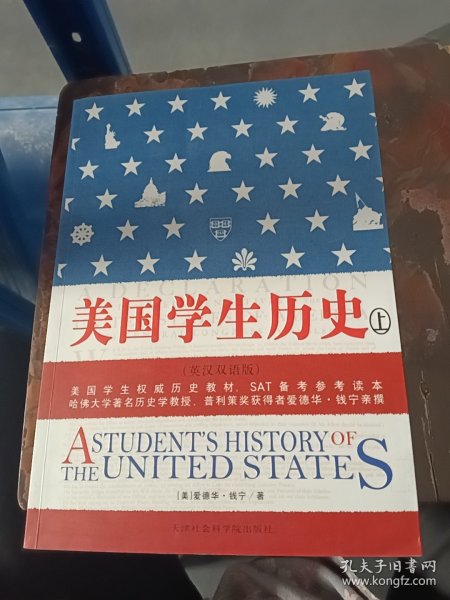 A DECLARATION
美国学生历史 上
(英汉双语版)
美国学生权威历史教材，SAT备考参考读本
哈佛大学著名历史学教授、普利策奖获得者爱德华·钱宁亲撰
A STUDENT'S HISTORY OF
THE UNITED STATES
[美]爱德华·钱宁／著
天津社会科学院出版社
孔夫子旧书网
www.kongfz.com